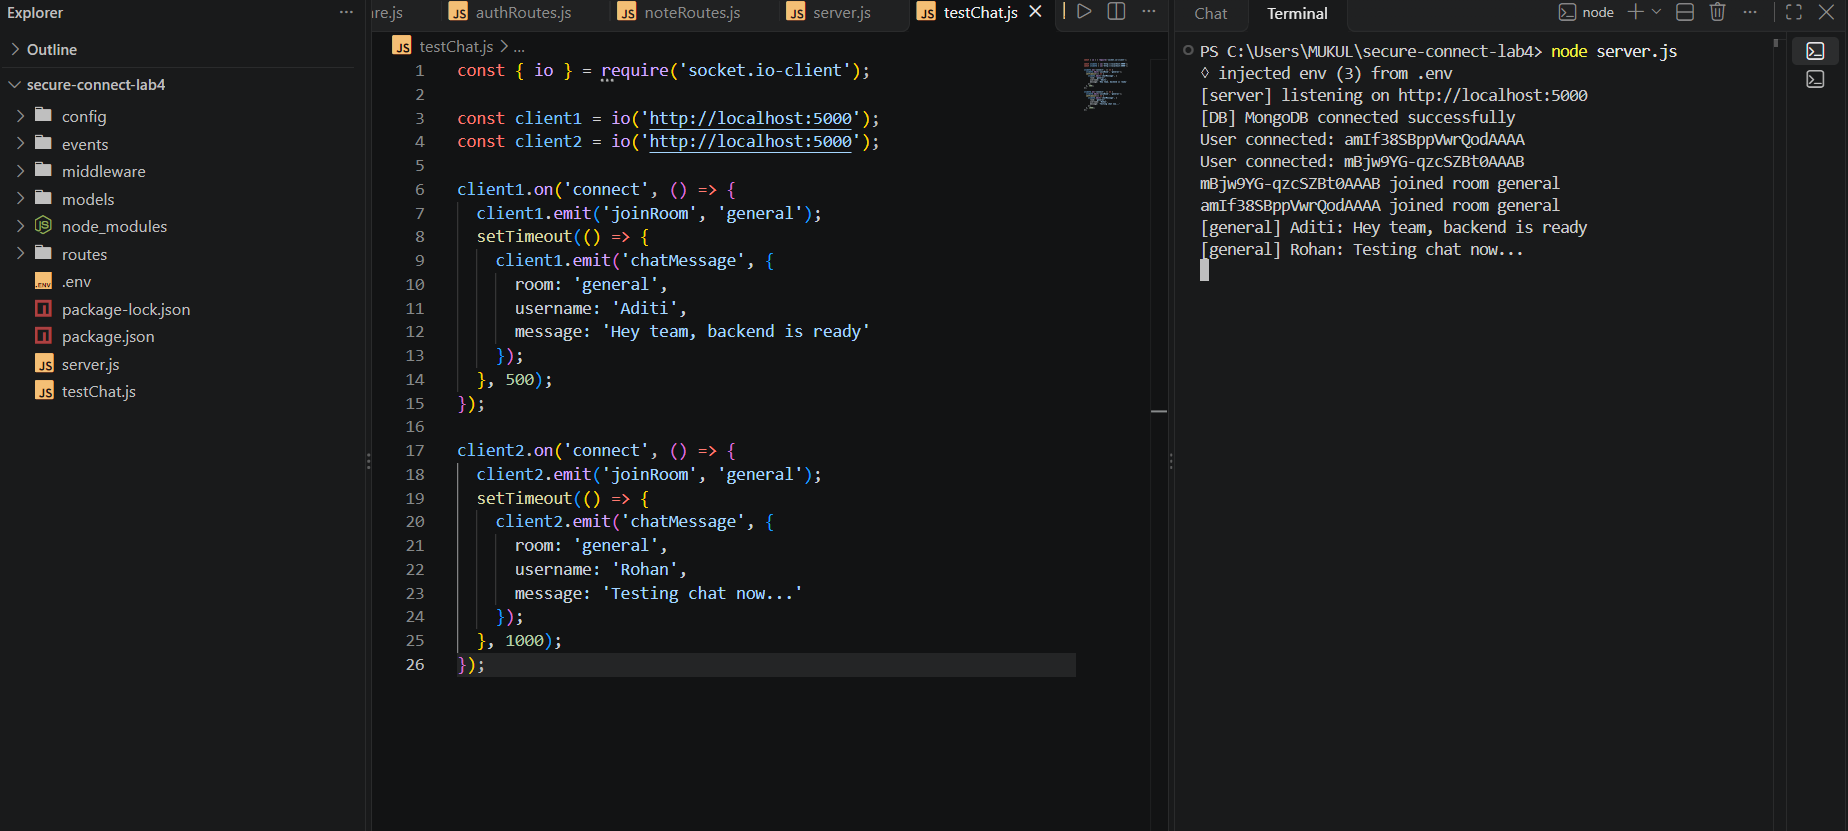 Explorer
Outline
secure-connect-lab4
config
events
middleware
models
node_modules
routes
.env
package-lock.json
package.json
server.js
testChat.js
re.js
authRoutes.js
noteRoutes.js
server.js
testChat.js
testChat.js > ...
1 const { io } = require('socket.io-client');
2
3 const client1 = io('http://localhost:5000');
4 const client2 = io('http://localhost:5000');
5
6 client1.on('connect', () => {
7 client1.emit('joinRoom', 'general');
8 setTimeout(() => {
9 client1.emit('chatMessage', {
10 room: 'general',
11 username: 'Aditi',
12 message: 'Hey team, backend is ready'
13 });
14 }, 500);
15 });
16
17 client2.on('connect', () => {
18 client2.emit('joinRoom', 'general');
19 setTimeout(() => {
20 client2.emit('chatMessage', {
21 room: 'general',
22 username: 'Rohan',
23 message: 'Testing chat now...'
24 });
25 }, 1000);
26 });
Chat
Terminal
node
PS C:\Users\MUKUL\secure-connect-lab4> node server.js
◊ injected env (3) from .env
[server] listening on http://localhost:5000
[DB] MongoDB connected successfully
User connected: amIf38SBppVwrQodAAAA
User connected: mBjw9YG-qzcSZBt0AAAB
mBjw9YG-qzcSZBt0AAAB joined room general
amIf38SBppVwrQodAAAA joined room general
[general] Aditi: Hey team, backend is ready
[general] Rohan: Testing chat now...